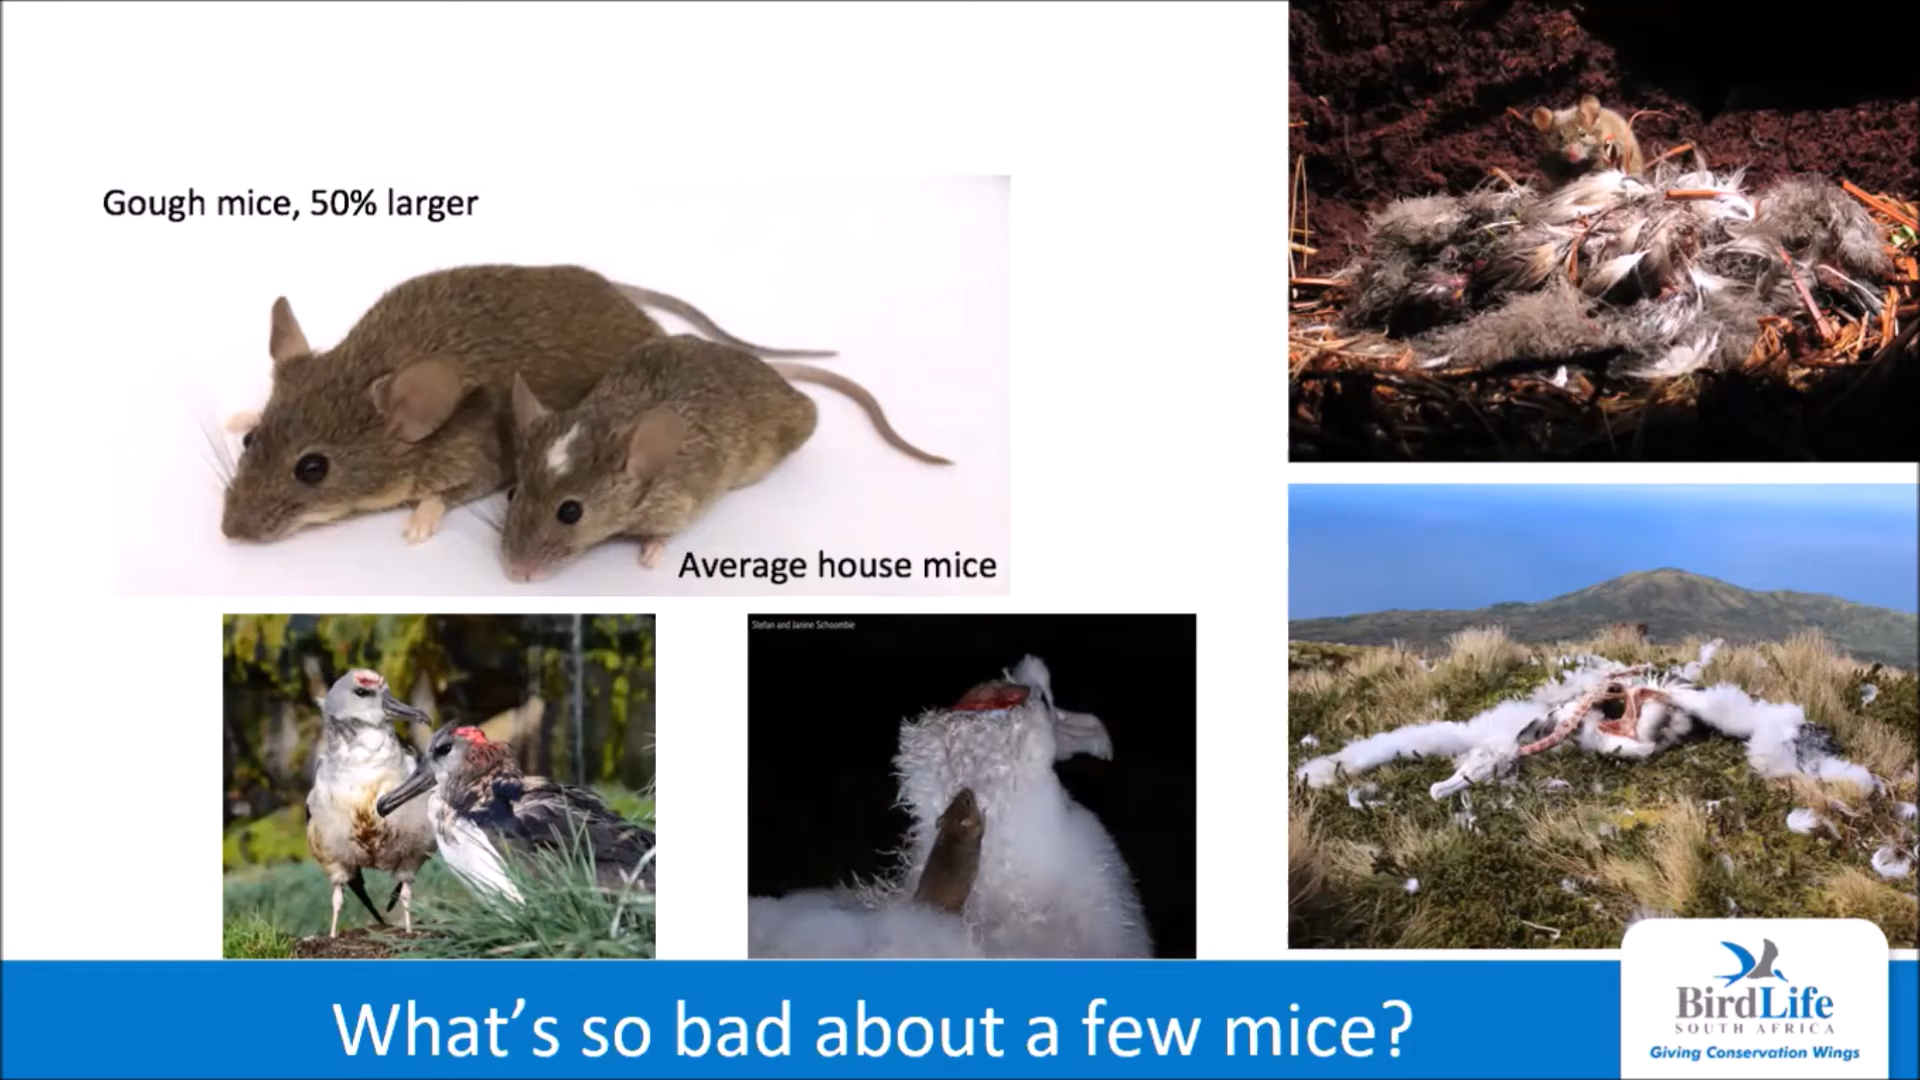 Gough mice, 50% larger
Average house mice
Stefan and Janine Schoombie
What's so bad about a few mice?
BirdLife
SOUTH AFRICA
Giving Conservation Wings